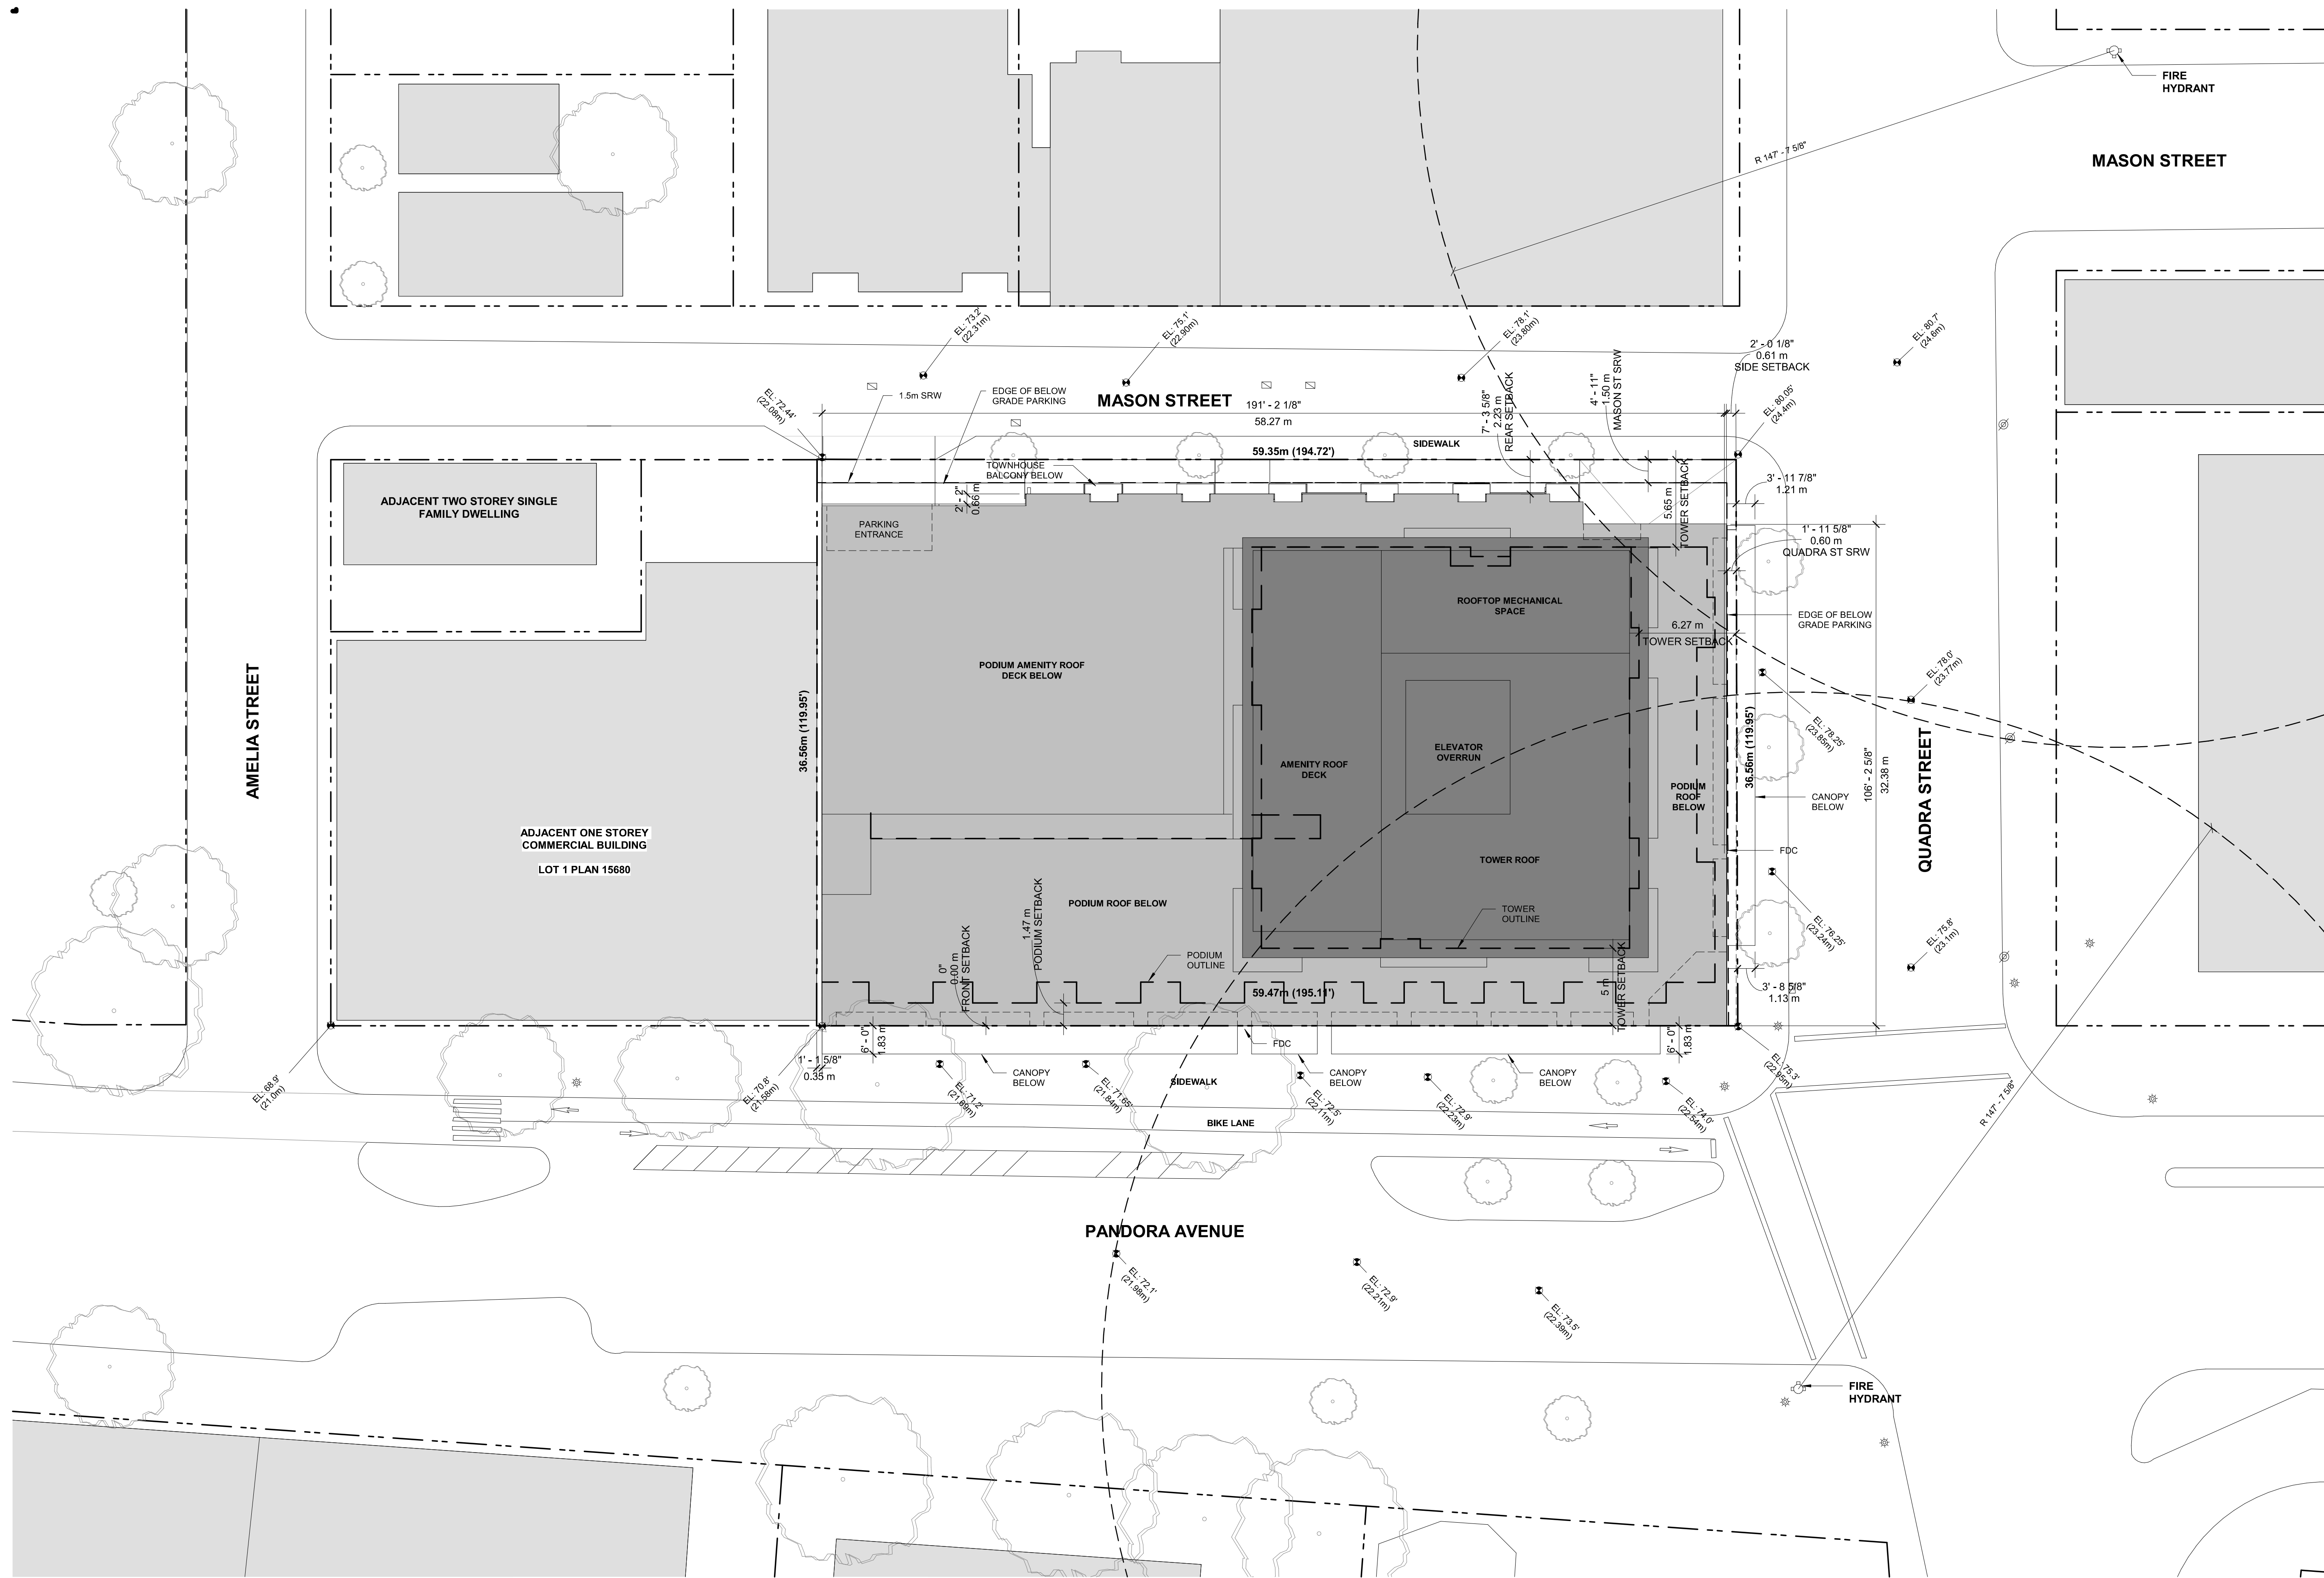 FIRE
HYDRANT
R 147' - 7 5/8"
MASON STREET
EL: 73.2'
(22.31m)
EL: 75.1'
(22.90m)
EL: 78.1'
(23.80m)
EL: 80.7'
(24.6m)
2' - 0 1/8"
0.61 m
SIDE SETBACK
EL: 72.44'
(22.08m)
1.5m SRW
EDGE OF BELOW
GRADE PARKING
MASON STREET
191' - 2 1/8"
58.27 m
7' - 3 5/8"
2.23 m
REAR SETBACK
4' - 11"
1.50 m
MASON ST SRW
EL: 80.05'
(24.4m)
SIDEWALK
59.35m (194.72')
TOWNHOUSE
BALCONY BELOW
2' - 2"
0.66 m
5.65 m
TOWER SETBACK
3' - 11 7/8"
1.21 m
ADJACENT TWO STOREY SINGLE
FAMILY DWELLING
PARKING
ENTRANCE
1' - 11 5/8"
0.60 m
QUADRA ST SRW
ROOFTOP MECHANICAL
SPACE
EDGE OF BELOW
GRADE PARKING
6.27 m
TOWER SETBACK
PODIUM AMENITY ROOF
DECK BELOW
EL: 78.0'
(23.77m)
AMELIA STREET
36.56m (119.95')
EL: 78.25'
(23.85m)
36.56m (119.95')
106' - 2 5/8"
32.38 m
QUADRA STREET
ELEVATOR
OVERRUN
AMENITY ROOF
DECK
PODIUM
ROOF
BELOW
CANOPY
BELOW
ADJACENT ONE STOREY
COMMERCIAL BUILDING
LOT 1 PLAN 15680
TOWER ROOF
FDC
PODIUM ROOF BELOW
TOWER
OUTLINE
EL: 76.25'
(23.24m)
EL: 75.8'
(23.1m)
1.47 m
PODIUM SETBACK
0"
0.00 m
FRONT SETBACK
PODIUM
OUTLINE
59.47m (195.11')
5 m
TOWER SETBACK
3' - 8 5/8"
1.13 m
6' - 0"
1.83 m
FDC
6' - 0"
1.83 m
1' - 1 5/8"
0.35 m
CANOPY
BELOW
SIDEWALK
CANOPY
BELOW
CANOPY
BELOW
EL: 68.9'
(21.0m)
EL: 70.8'
(21.58m)
EL: 71.2'
(21.69m)
EL: 71.65'
(21.84m)
EL: 72.5'
(22.11m)
EL: 72.9'
(22.23m)
EL: 74.0'
(22.54m)
EL: 75.3'
(22.95m)
R 147' - 7 5/8"
BIKE LANE
PANDORA AVENUE
EL: 72.1'
(21.98m)
EL: 72.9'
(22.21m)
EL: 73.5'
(22.39m)
FIRE
HYDRANT